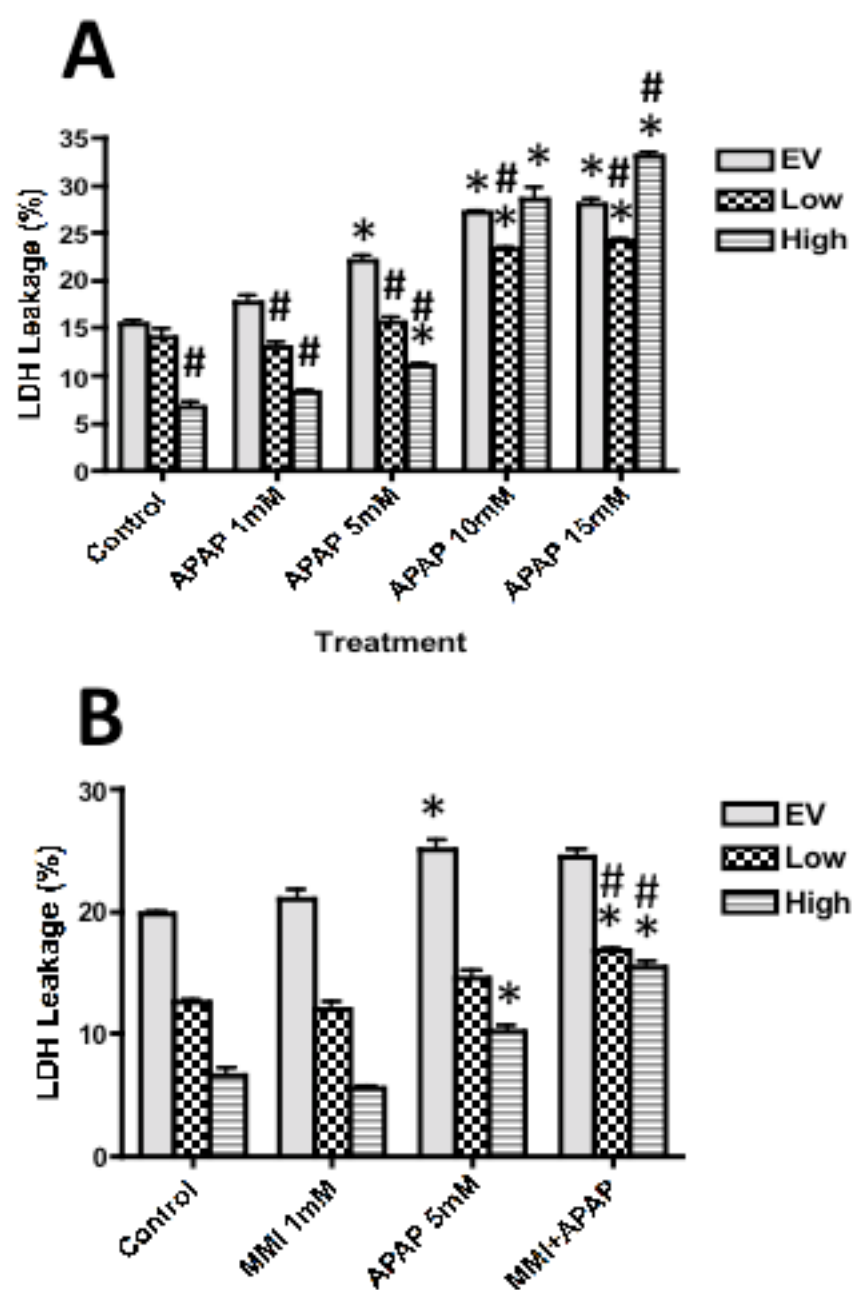 A
#
* # * * # *
* # # * *
# # *
# #
35
30
25
20
15
10
5
0
LDH Leakage (%)
EV
Low
High
Control
APAP 1mM
APAP 5mM
APAP 10mM
APAP 15mM
Treatment
B
* # #
* * *
30
20
10
0
LDH Leakage (%)
EV
Low
High
Control
MMI 1mM
APAP 5mM
MMI+APAP